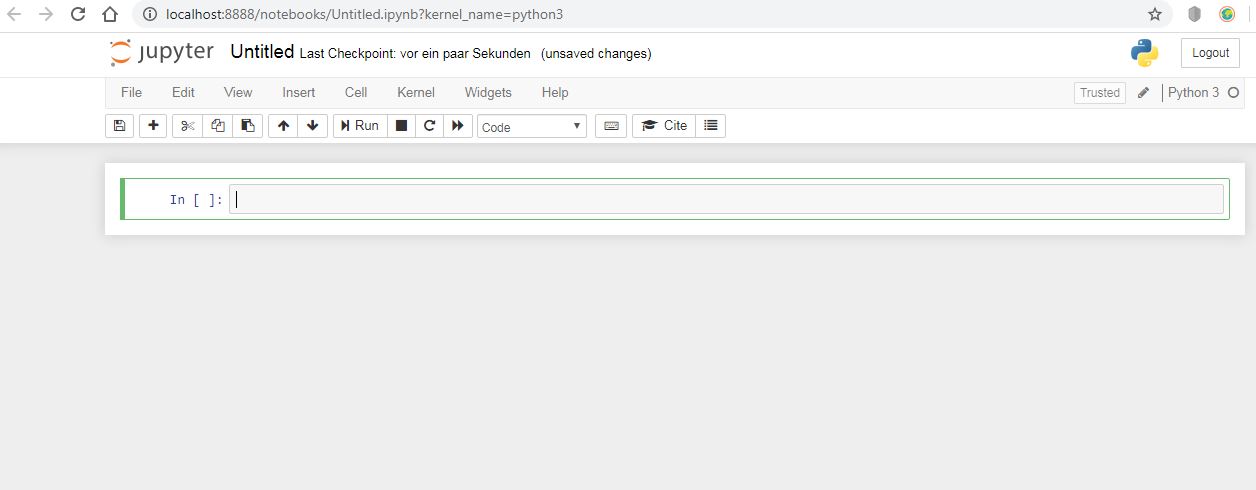 localhost:8888/notebooks/Untitled.ipynb?kernel_name=python3
jupyter Untitled Last Checkpoint: vor ein paar Sekunden (unsaved changes) Logout
File Edit View Insert Cell Kernel Widgets Help Trusted Python 3
Run Code Cite
In [ ]: